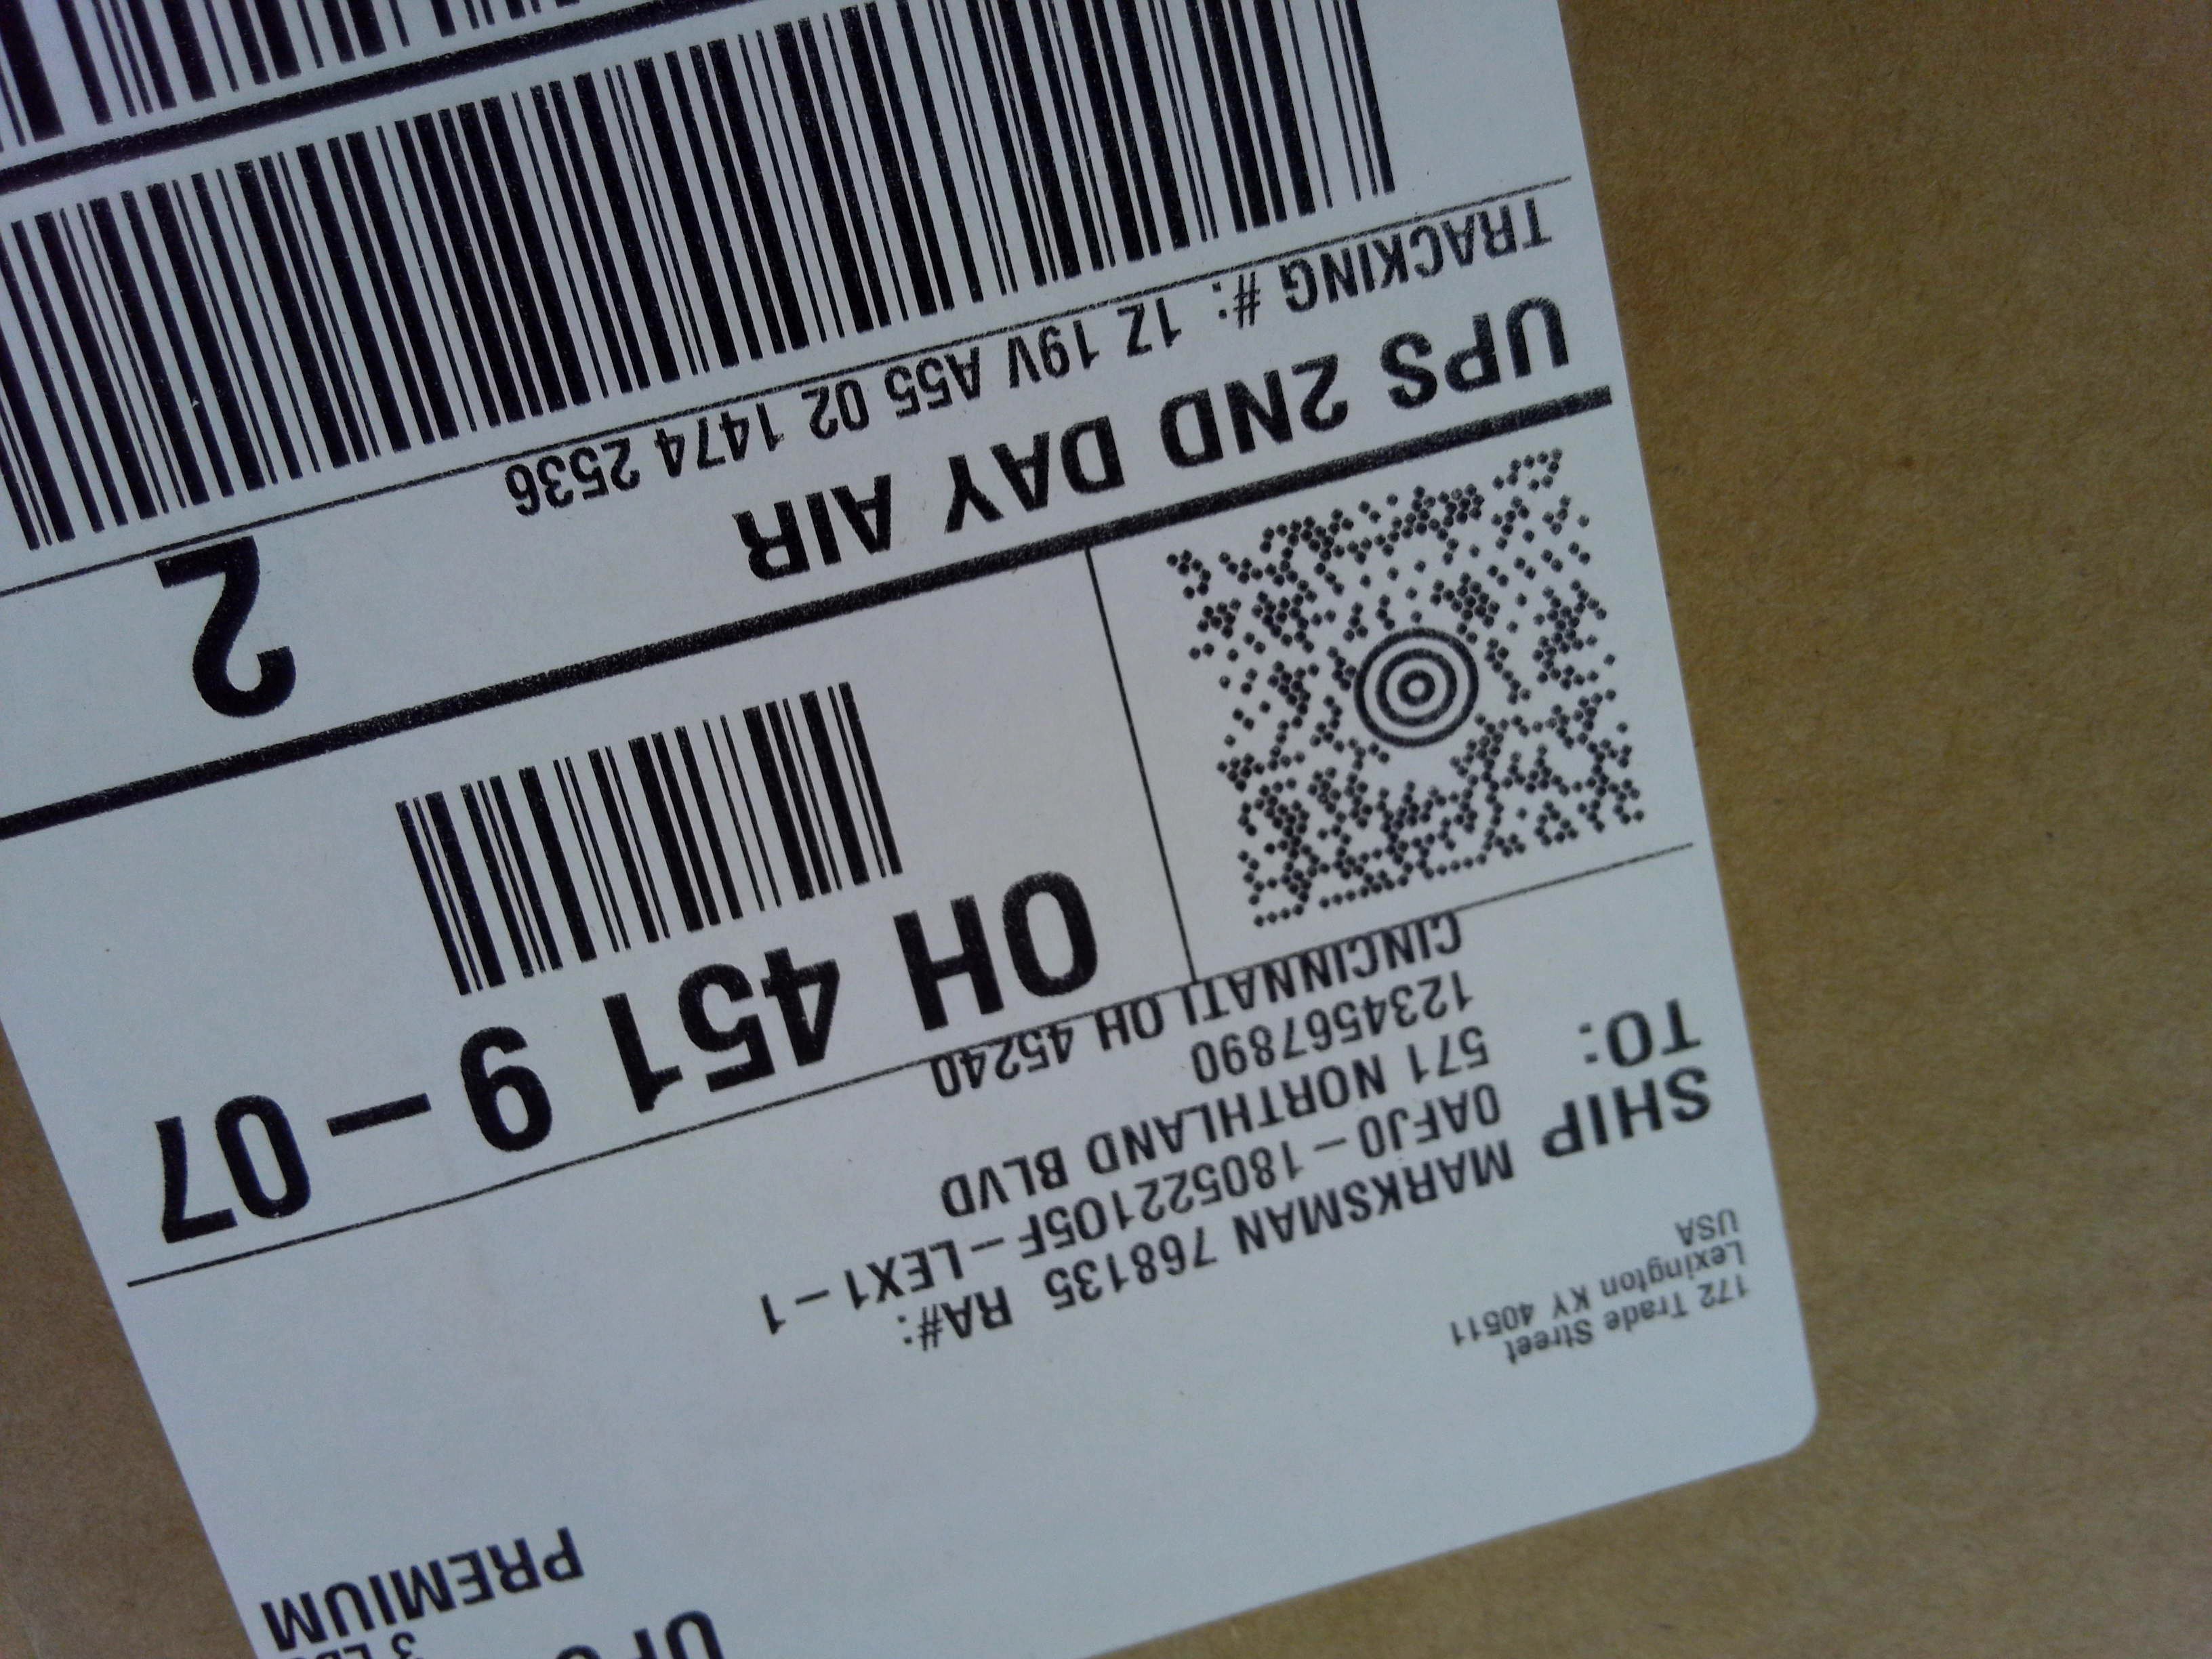 PREMIUM
172 Trade Street
Lexington KY 40511
USA
SHIP
TO:
MARKSMAN 768135 RA#:
0AFJ0-180522105F-LEX1-1
571 NORTHLAND BLVD
1234567890
CINCINNATI OH 45240
OH 451 9-07
UPS 2ND DAY AIR
2
TRACKING #: 1Z 19V A55 02 1474 2536